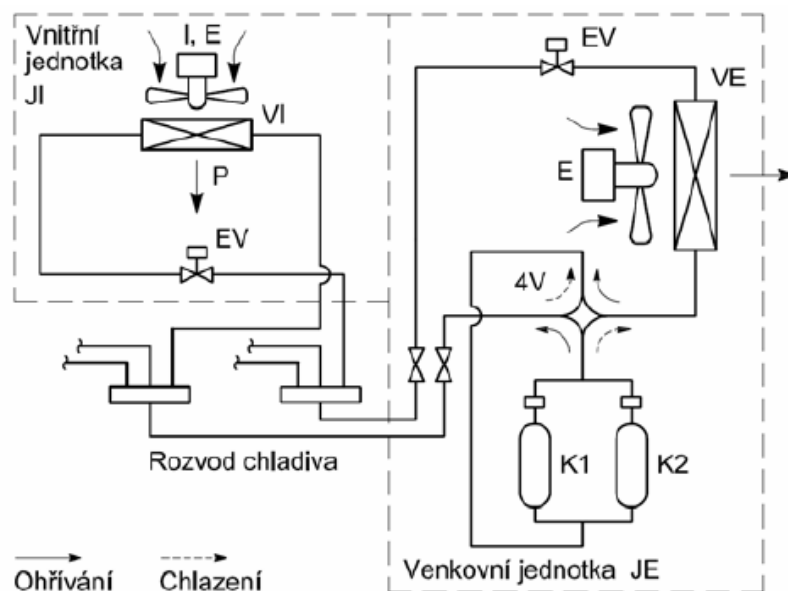 Vnitřní
jednotka
JI
I, E
VI
P
EV
EV
VE
E
4V
K1
K2
Rozvod chladiva
Ohřívání
Chlazení
Venkovní jednotka JE